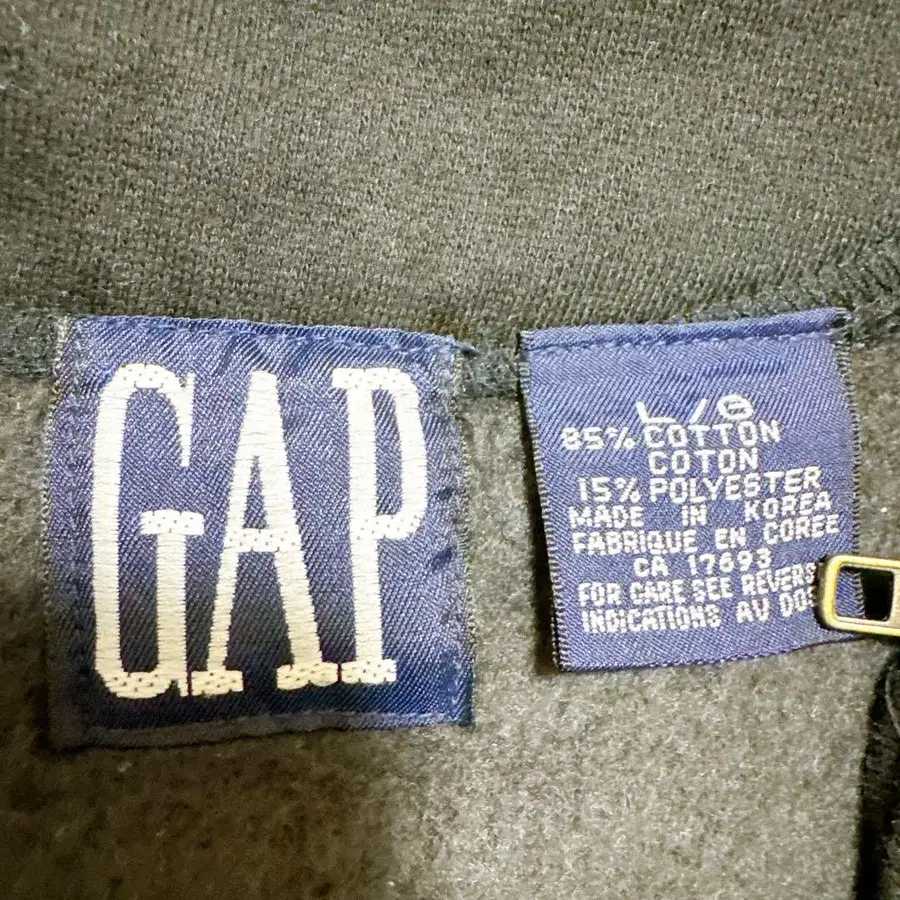 GAP
85% COTTON
COTON
15% POLYESTER
MADE IN KOREA
FABRIQUE EN COREE
CA 17693
FOR CARE SEE REVERS
INDICATIONS AU DOS